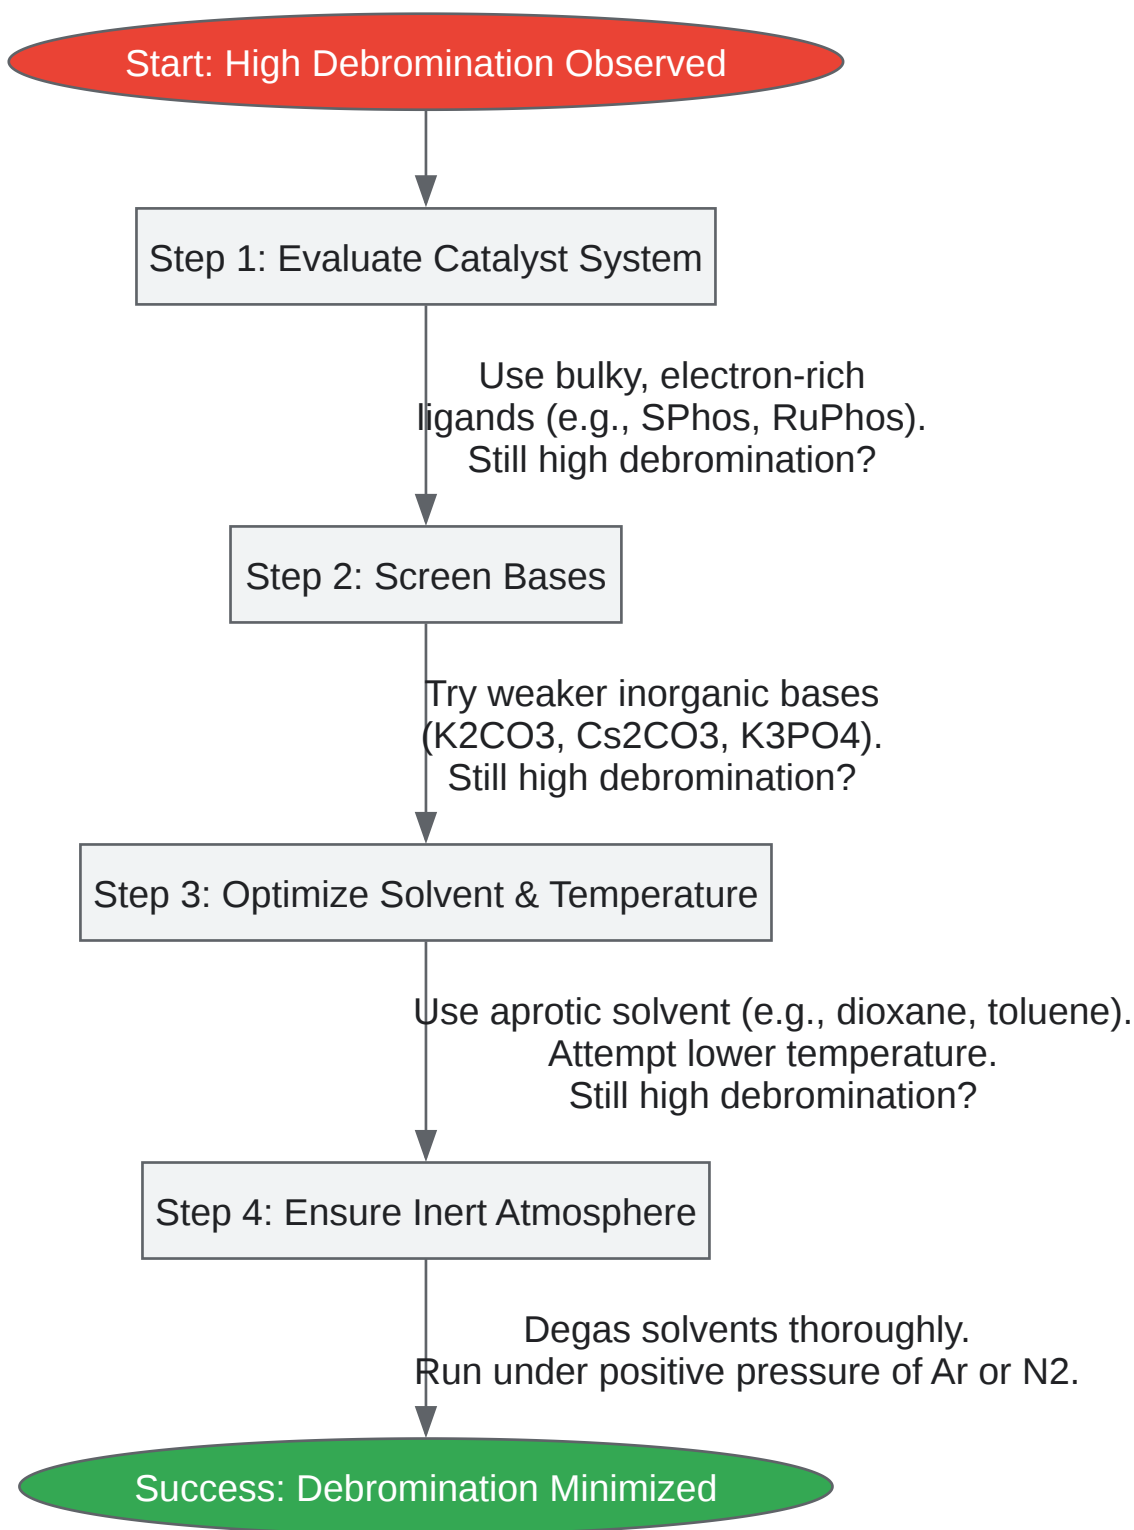 Start: High Debromination Observed
Step 1: Evaluate Catalyst System
Use bulky, electron-rich
ligands (e.g., SPhos, RuPhos).
Still high debromination?
Step 2: Screen Bases
Try weaker inorganic bases
(K2CO3, Cs2CO3, K3PO4).
Still high debromination?
Step 3: Optimize Solvent & Temperature
Use aprotic solvent (e.g., dioxane, toluene).
Attempt lower temperature.
Still high debromination?
Step 4: Ensure Inert Atmosphere
Degas solvents thoroughly.
Run under positive pressure of Ar or N2.
Success: Debromination Minimized